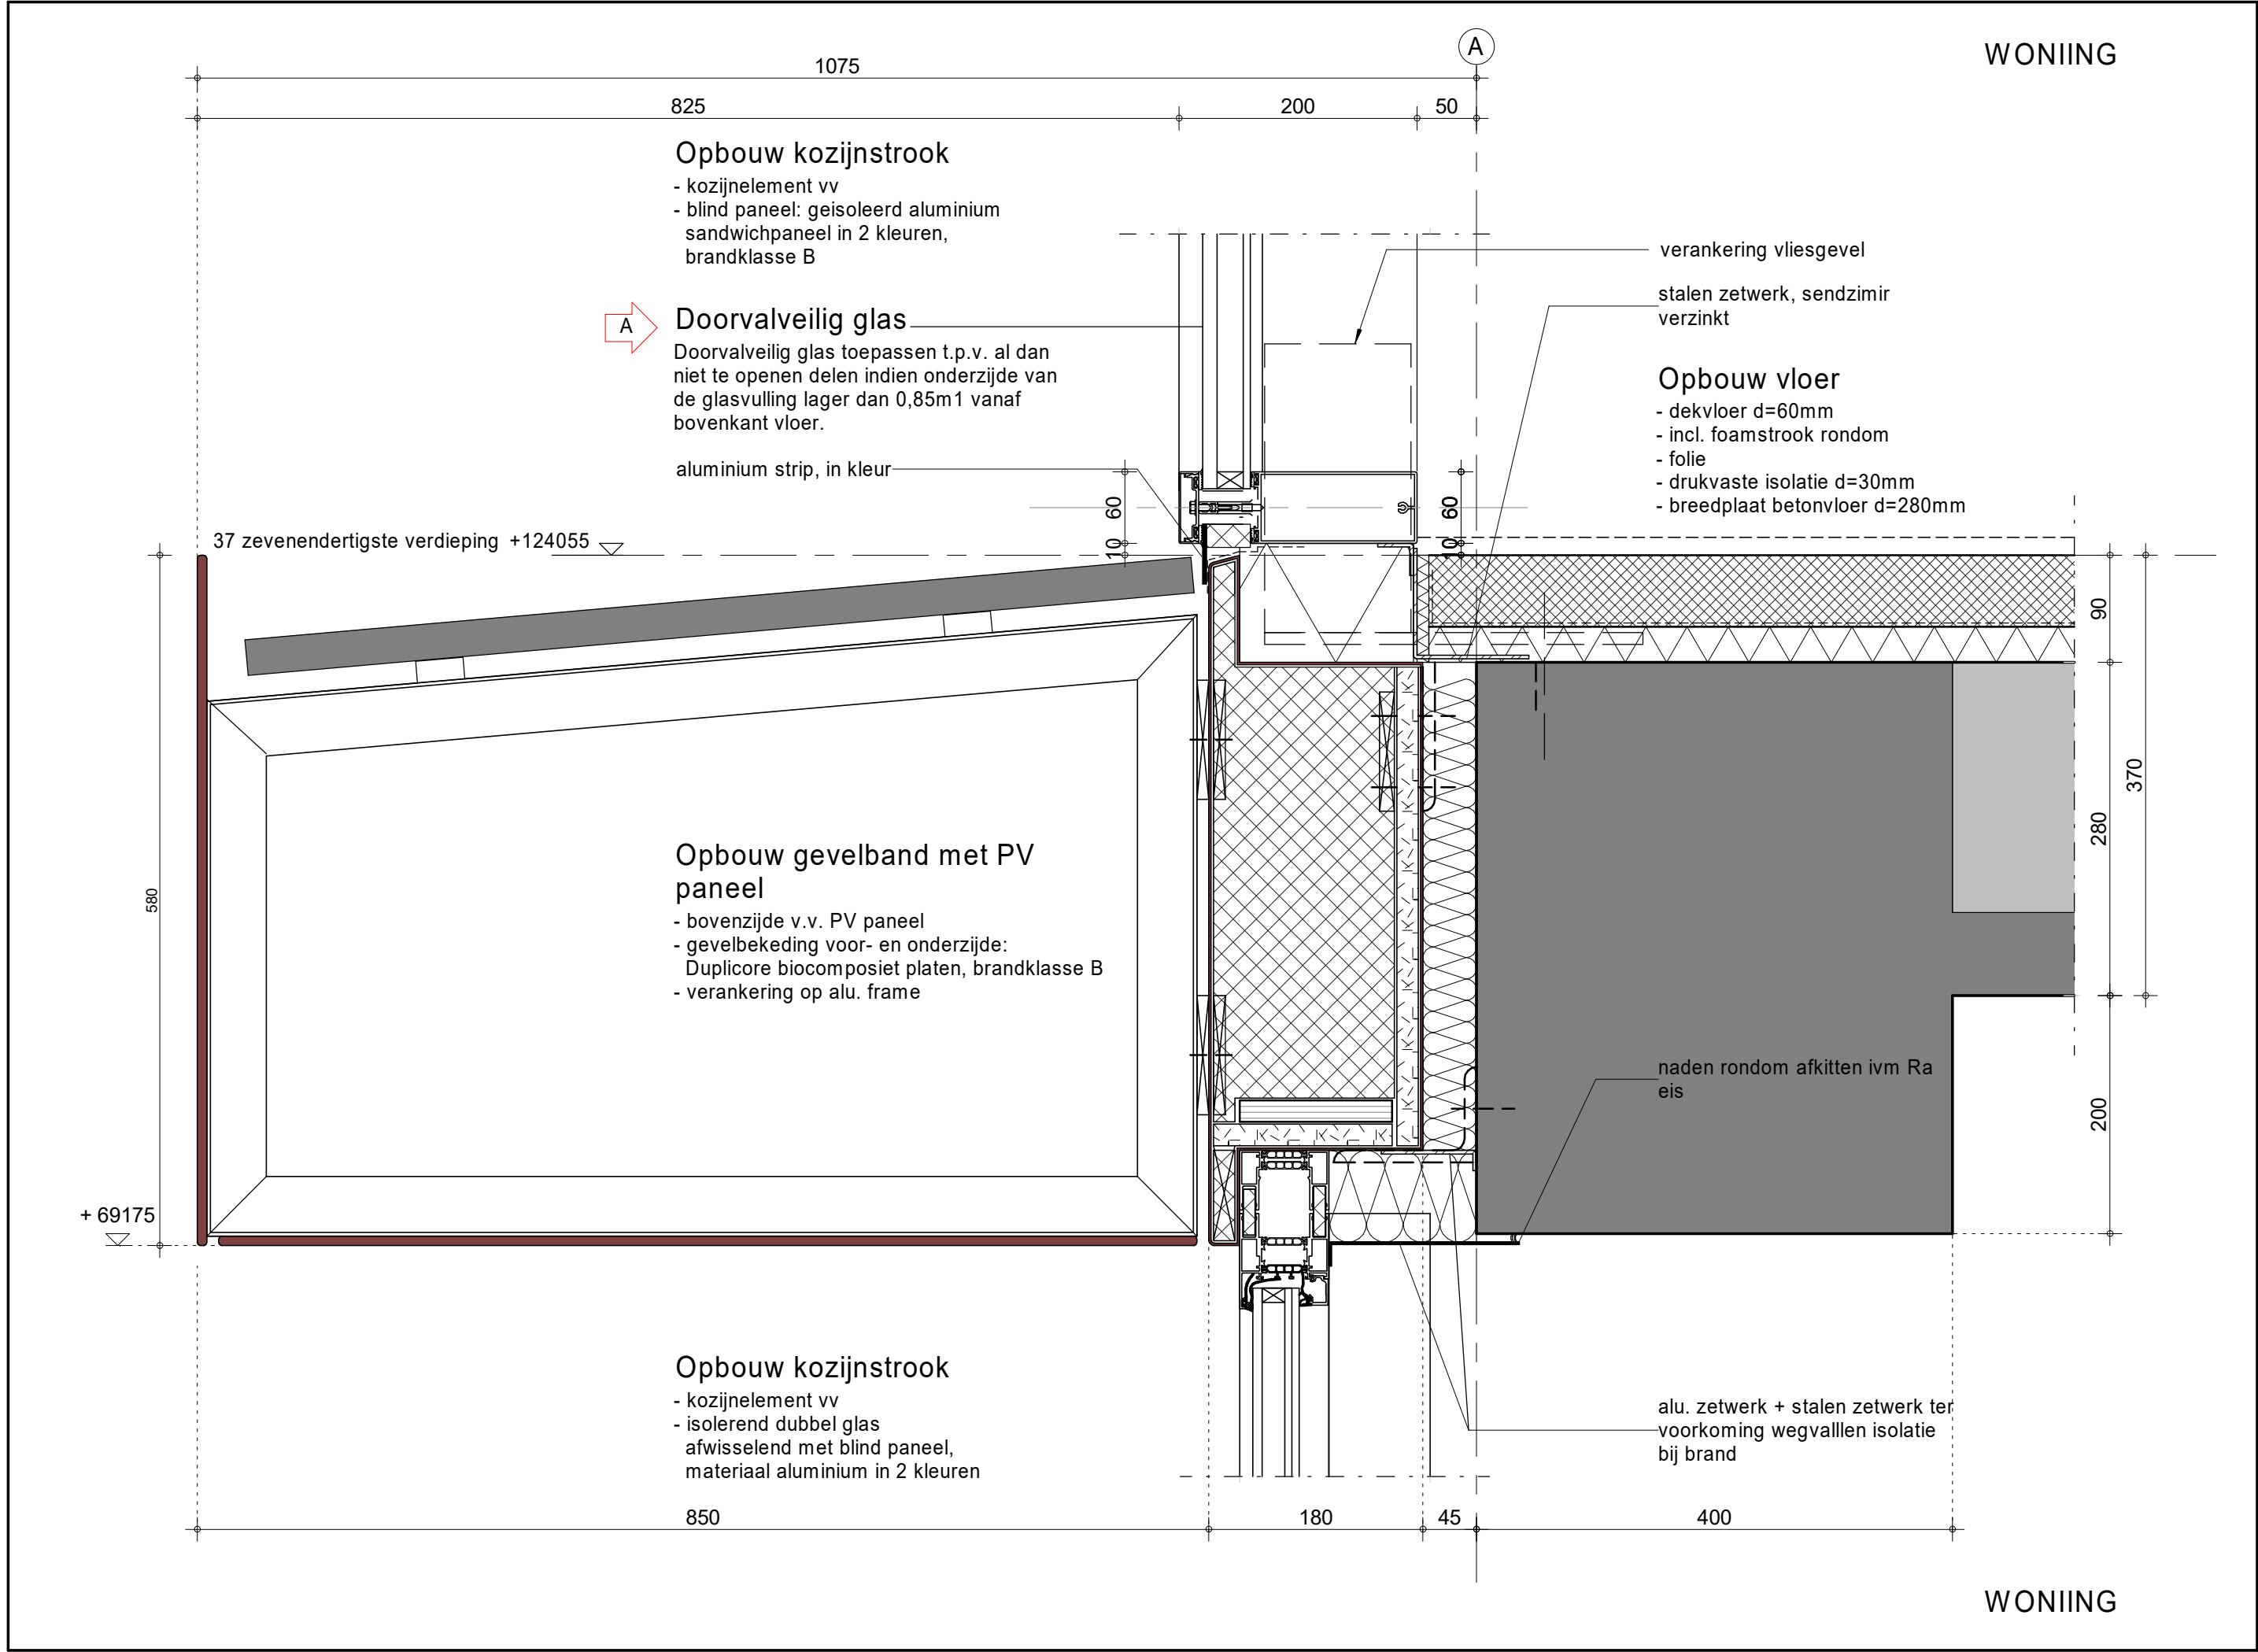 A
WONIING
1075
825
200
50
Opbouw kozijnstrook
- kozijnelement vv
- blind paneel: geisoleerd aluminium
sandwichpaneel in 2 kleuren,
brandklasse B
verankering vliesgevel
stalen zetwerk, sendzimir
verzinkt
A
Doorvalveilig glas
Doorvalveilig glas toepassen t.p.v. al dan
niet te openen delen indien onderzijde van
de glasvulling lager dan 0,85m1 vanaf
bovenkant vloer.
Opbouw vloer
- dekvloer d=60mm
- incl. foamstrook rondom
- folie
- drukvaste isolatie d=30mm
- breedplaat betonvloer d=280mm
aluminium strip, in kleur
60
10
60
10
37 zevenendertigste verdieping +124055
90
370
280
580
Opbouw gevelband met PV
paneel
- bovenzijde v.v. PV paneel
- gevelbekeding voor- en onderzijde:
Duplicore biocomposiet platen, brandklasse B
- verankering op alu. frame
naden rondom afkitten ivm Ra
eis
200
+ 69175
Opbouw kozijnstrook
- kozijnelement vv
- isolerend dubbel glas
afwisselend met blind paneel,
materiaal aluminium in 2 kleuren
alu. zetwerk + stalen zetwerk ter
voorkoming wegvalllen isolatie
bij brand
850
180
45
400
WONIING